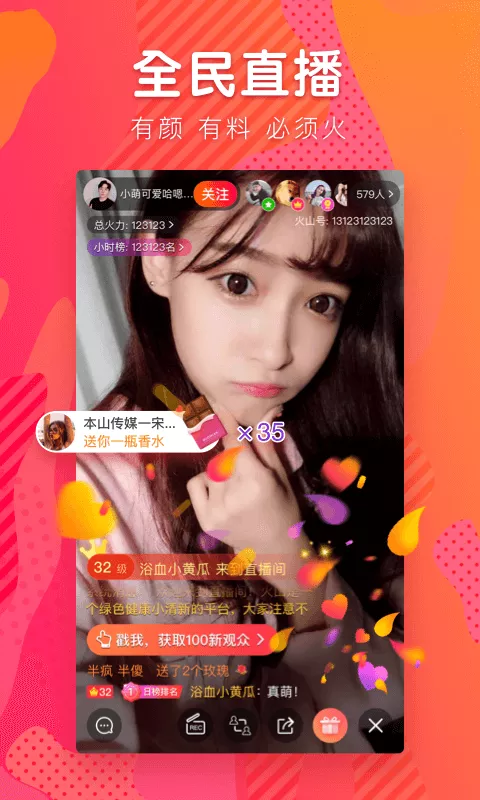 全民直播
有颜 有料 必须火
小萌可爱哈嗯...
关注
579人
总火力: 123123
火山号: 13123123123
小时榜: 123123名
本山传媒一宋...
送你一瓶香水
×35
32 级 浴血小黄瓜 来到直播间
个绿色健康小清新的平台，大家注意不
戳我，获取100新观众
半疯 半傻 送了2个玫瑰
32 1 日榜排名 浴血小黄瓜：真萌！
REC